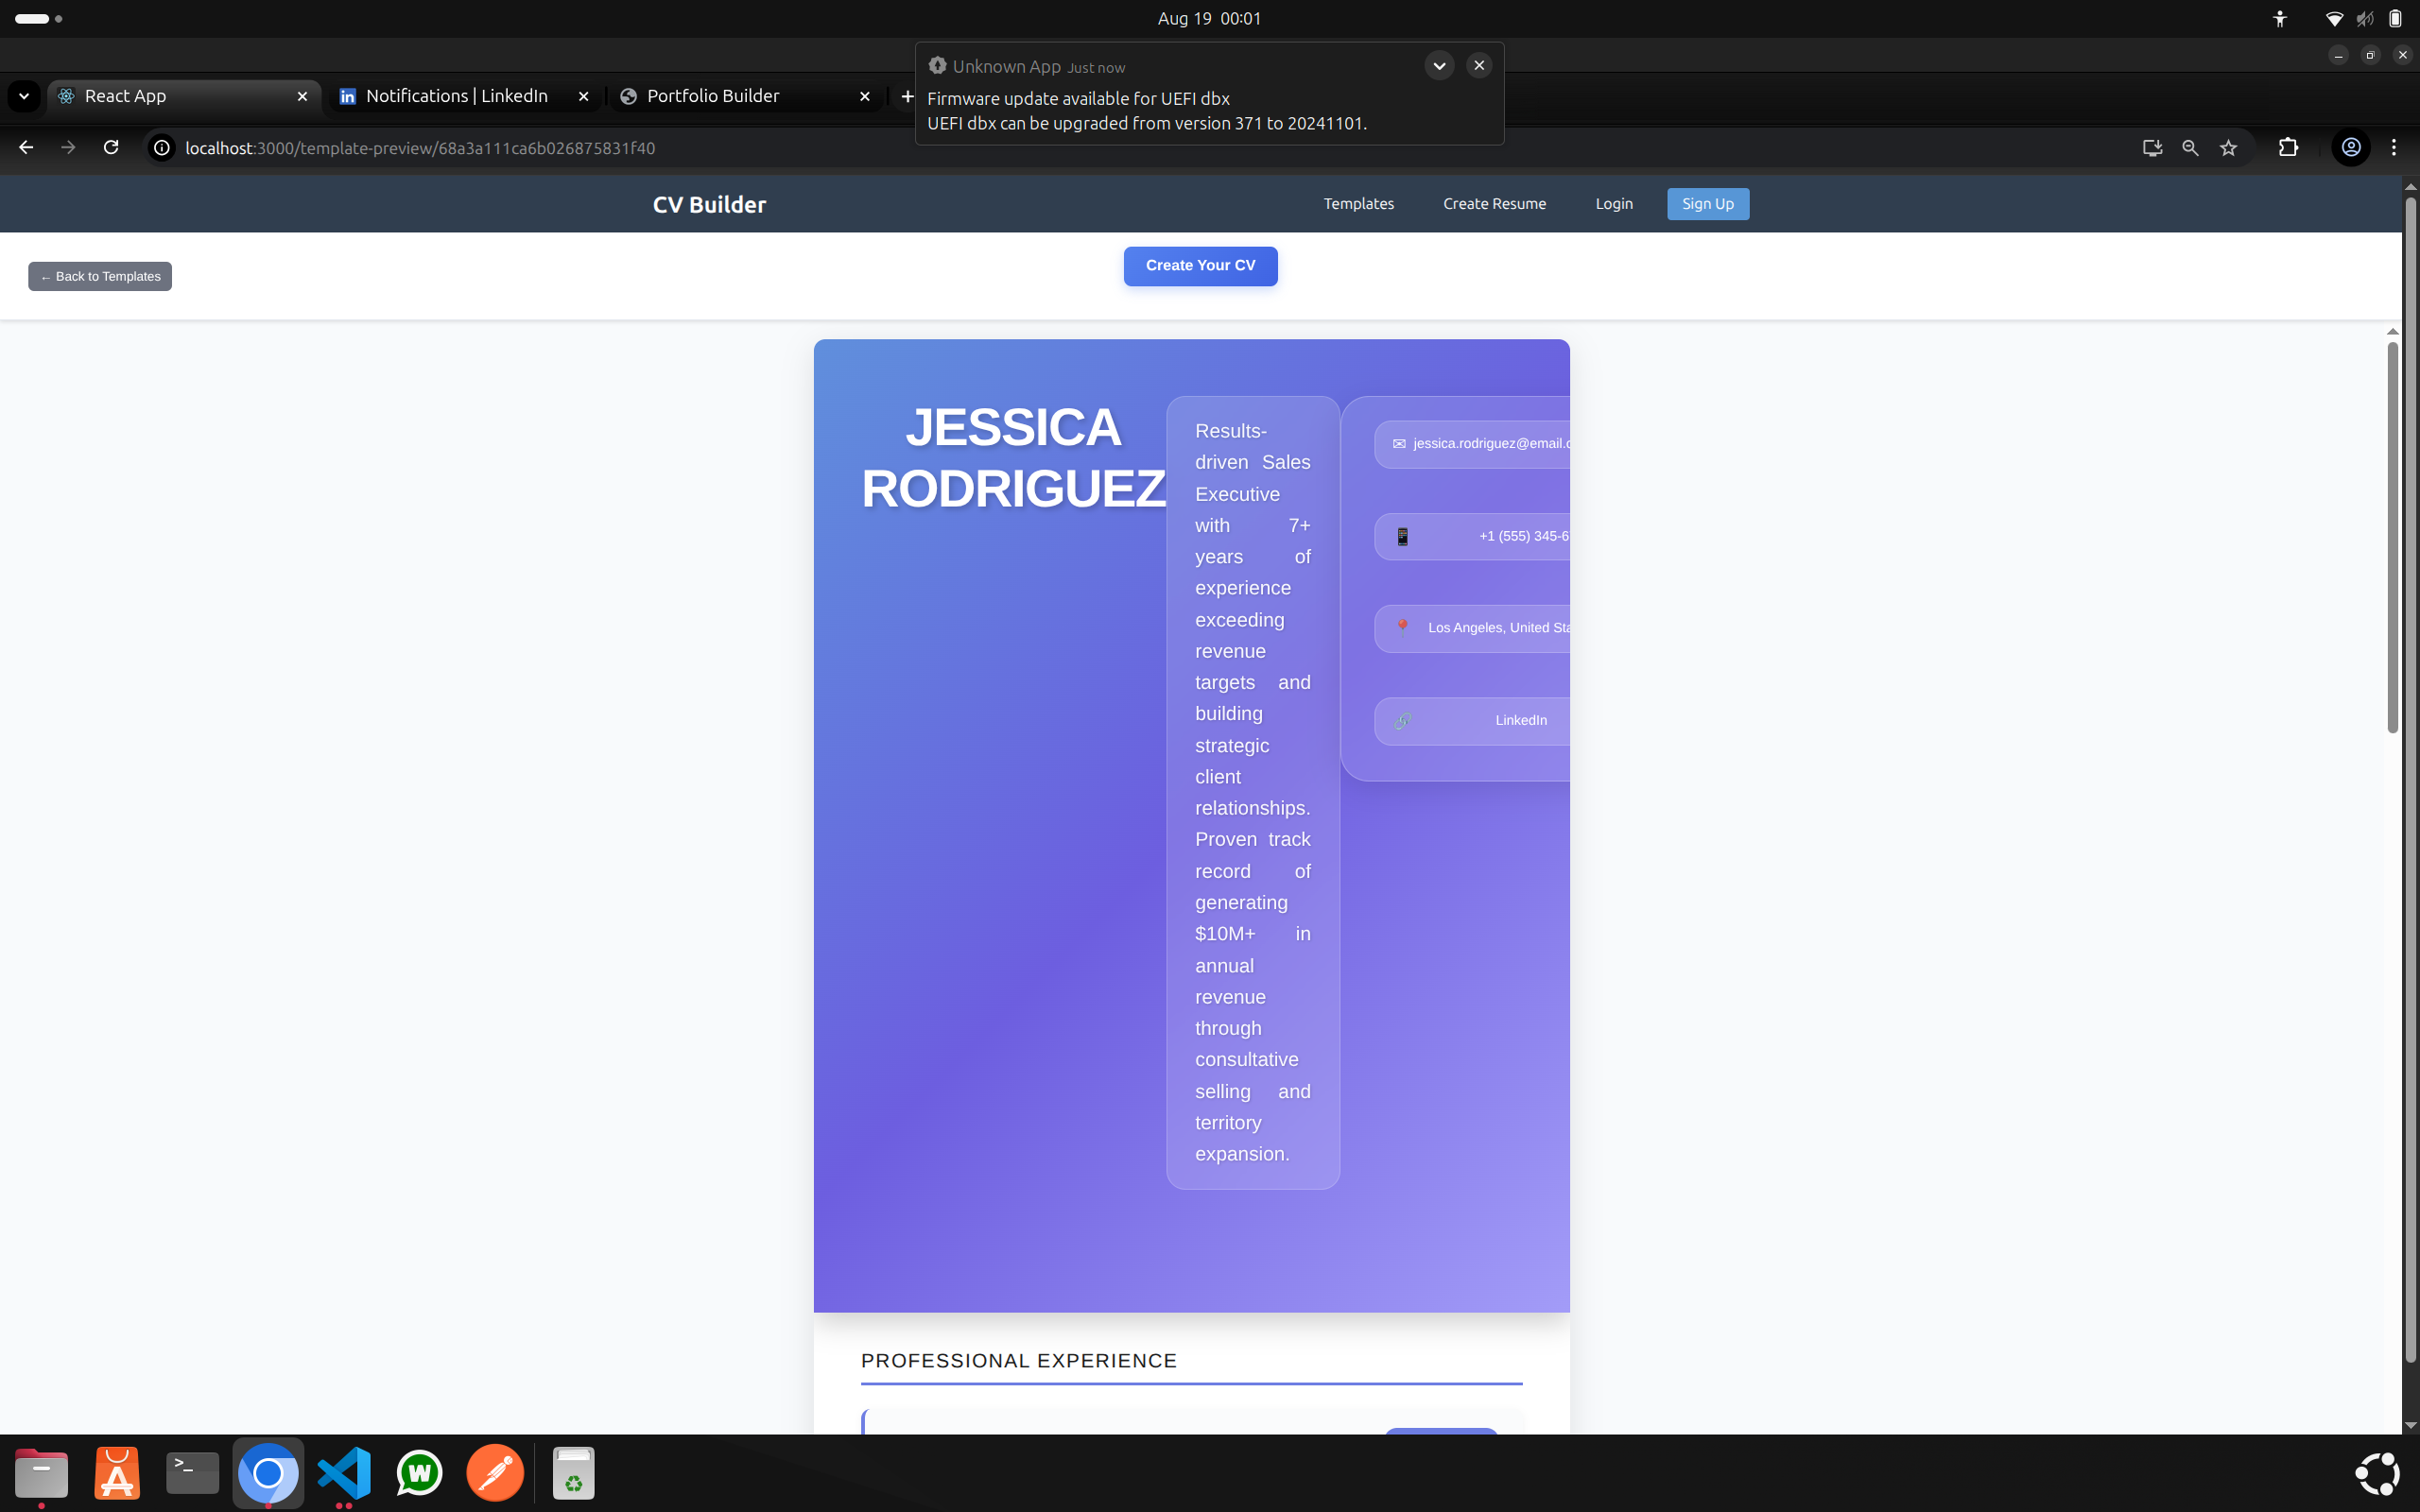 Aug 19 00:01
Unknown App Just now
Firmware update available for UEFI dbx
UEFI dbx can be upgraded from version 371 to 20241101.
React App
Notifications | LinkedIn
Portfolio Builder
localhost:3000/template-preview/68a3a111ca6b026875831f40
CV Builder
Templates
Create Resume
Login
Sign Up
← Back to Templates
Create Your CV
JESSICA
RODRIGUEZ
Results-
driven Sales
Executive
with 7+
years of
experience
exceeding
revenue
targets and
building
strategic
client
relationships.
Proven track
record of
generating
$10M+ in
annual
revenue
through
consultative
selling and
territory
expansion.
jessica.rodriguez@email.c
+1 (555) 345-6
Los Angeles, United Sta
LinkedIn
PROFESSIONAL EXPERIENCE